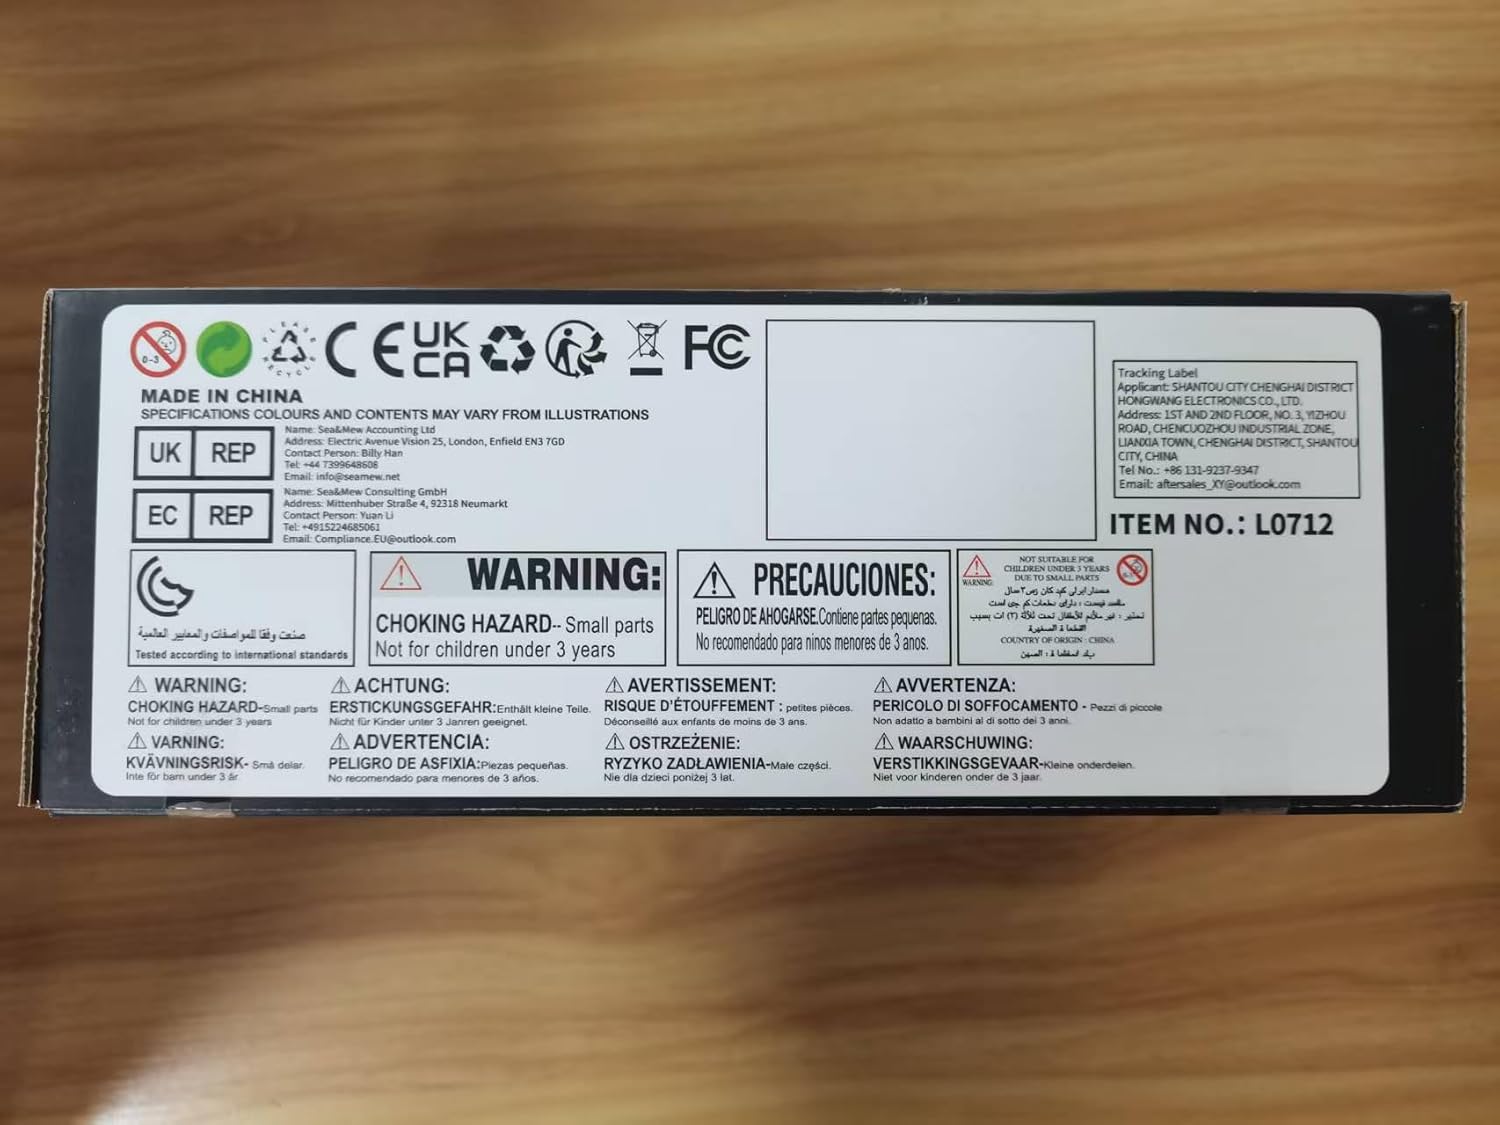 0-3
PLEASE
RECYCLE
CE
UK
CA
FC
MADE IN CHINA
SPECIFICATIONS COLOURS AND CONTENTS MAY VARY FROM ILLUSTRATIONS
UK REP
Name: Sea&Mew Accounting Ltd
Address: Electric Avenue Vision 25, London, Enfield EN3 7GD
Contact Person: Billy Han
Tel: +44 7399648608
Email: info@seamew.net
EC REP
Name: Sea&Mew Consulting GmbH
Address: Mittenhuber Straße 4, 92318 Neumarkt
Contact Person: Yuan Li
Tel: +4915224685061
Email: Compliance.EU@outlook.com
Tracking Label
Applicant: SHANTOU CITY CHENGHAI DISTRICT
HONGWANG ELECTRONICS CO., LTD.
Address: 1ST AND 2ND FLOOR, NO. 3, YIZHOU
ROAD, CHENCUOZHOU INDUSTRIAL ZONE,
LIANXIA TOWN, CHENGHAI DISTRICT, SHANTOU
CITY, CHINA
Tel No.: +86 131-9237-9347
Email: aftersales_XY@outlook.com
ITEM NO.: L0712
صنعت وفقا للمواصفات والمعايير العالمية
Tested according to international standards
WARNING:
CHOKING HAZARD-- Small parts
Not for children under 3 years
PRECAUCIONES:
PELIGRO DE AHOGARSE.Contiene partes pequenas.
No recomendado para ninos menores de 3 anos.
WARNING:
NOT SUITABLE FOR
CHILDREN UNDER 3 YEARS
DUE TO SMALL PARTS
COUNTRY OF ORIGIN : CHINA
WARNING:
CHOKING HAZARD-Small parts
Not for children under 3 years
ACHTUNG:
ERSTICKUNGSGEFAHR:Enthält kleine Teile.
Nicht für Kinder unter 3 Janren geeignet.
AVERTISSEMENT:
RISQUE D'ÉTOUFFEMENT : petites pièces.
Déconseillé aux enfants de moins de 3 ans.
AVVERTENZA:
PERICOLO DI SOFFOCAMENTO - Pezzi di piccole
Non adatto a bambini al di sotto dei 3 anni.
VARNING:
KVÄVNINGSRISK- Små delar.
Inte för barn under 3 år.
ADVERTENCIA:
PELIGRO DE ASFIXIA:Piezas pequeñas.
No recomendado para menores de 3 años.
OSTRZEŻENIE:
RYZYKO ZADŁAWIENIA-Małe części.
Nie dla dzieci poniżej 3 lat.
WAARSCHUWING:
VERSTIKKINGSGEVAAR-Kleine onderdelen.
Niet voor kinderen onder de 3 jaar.